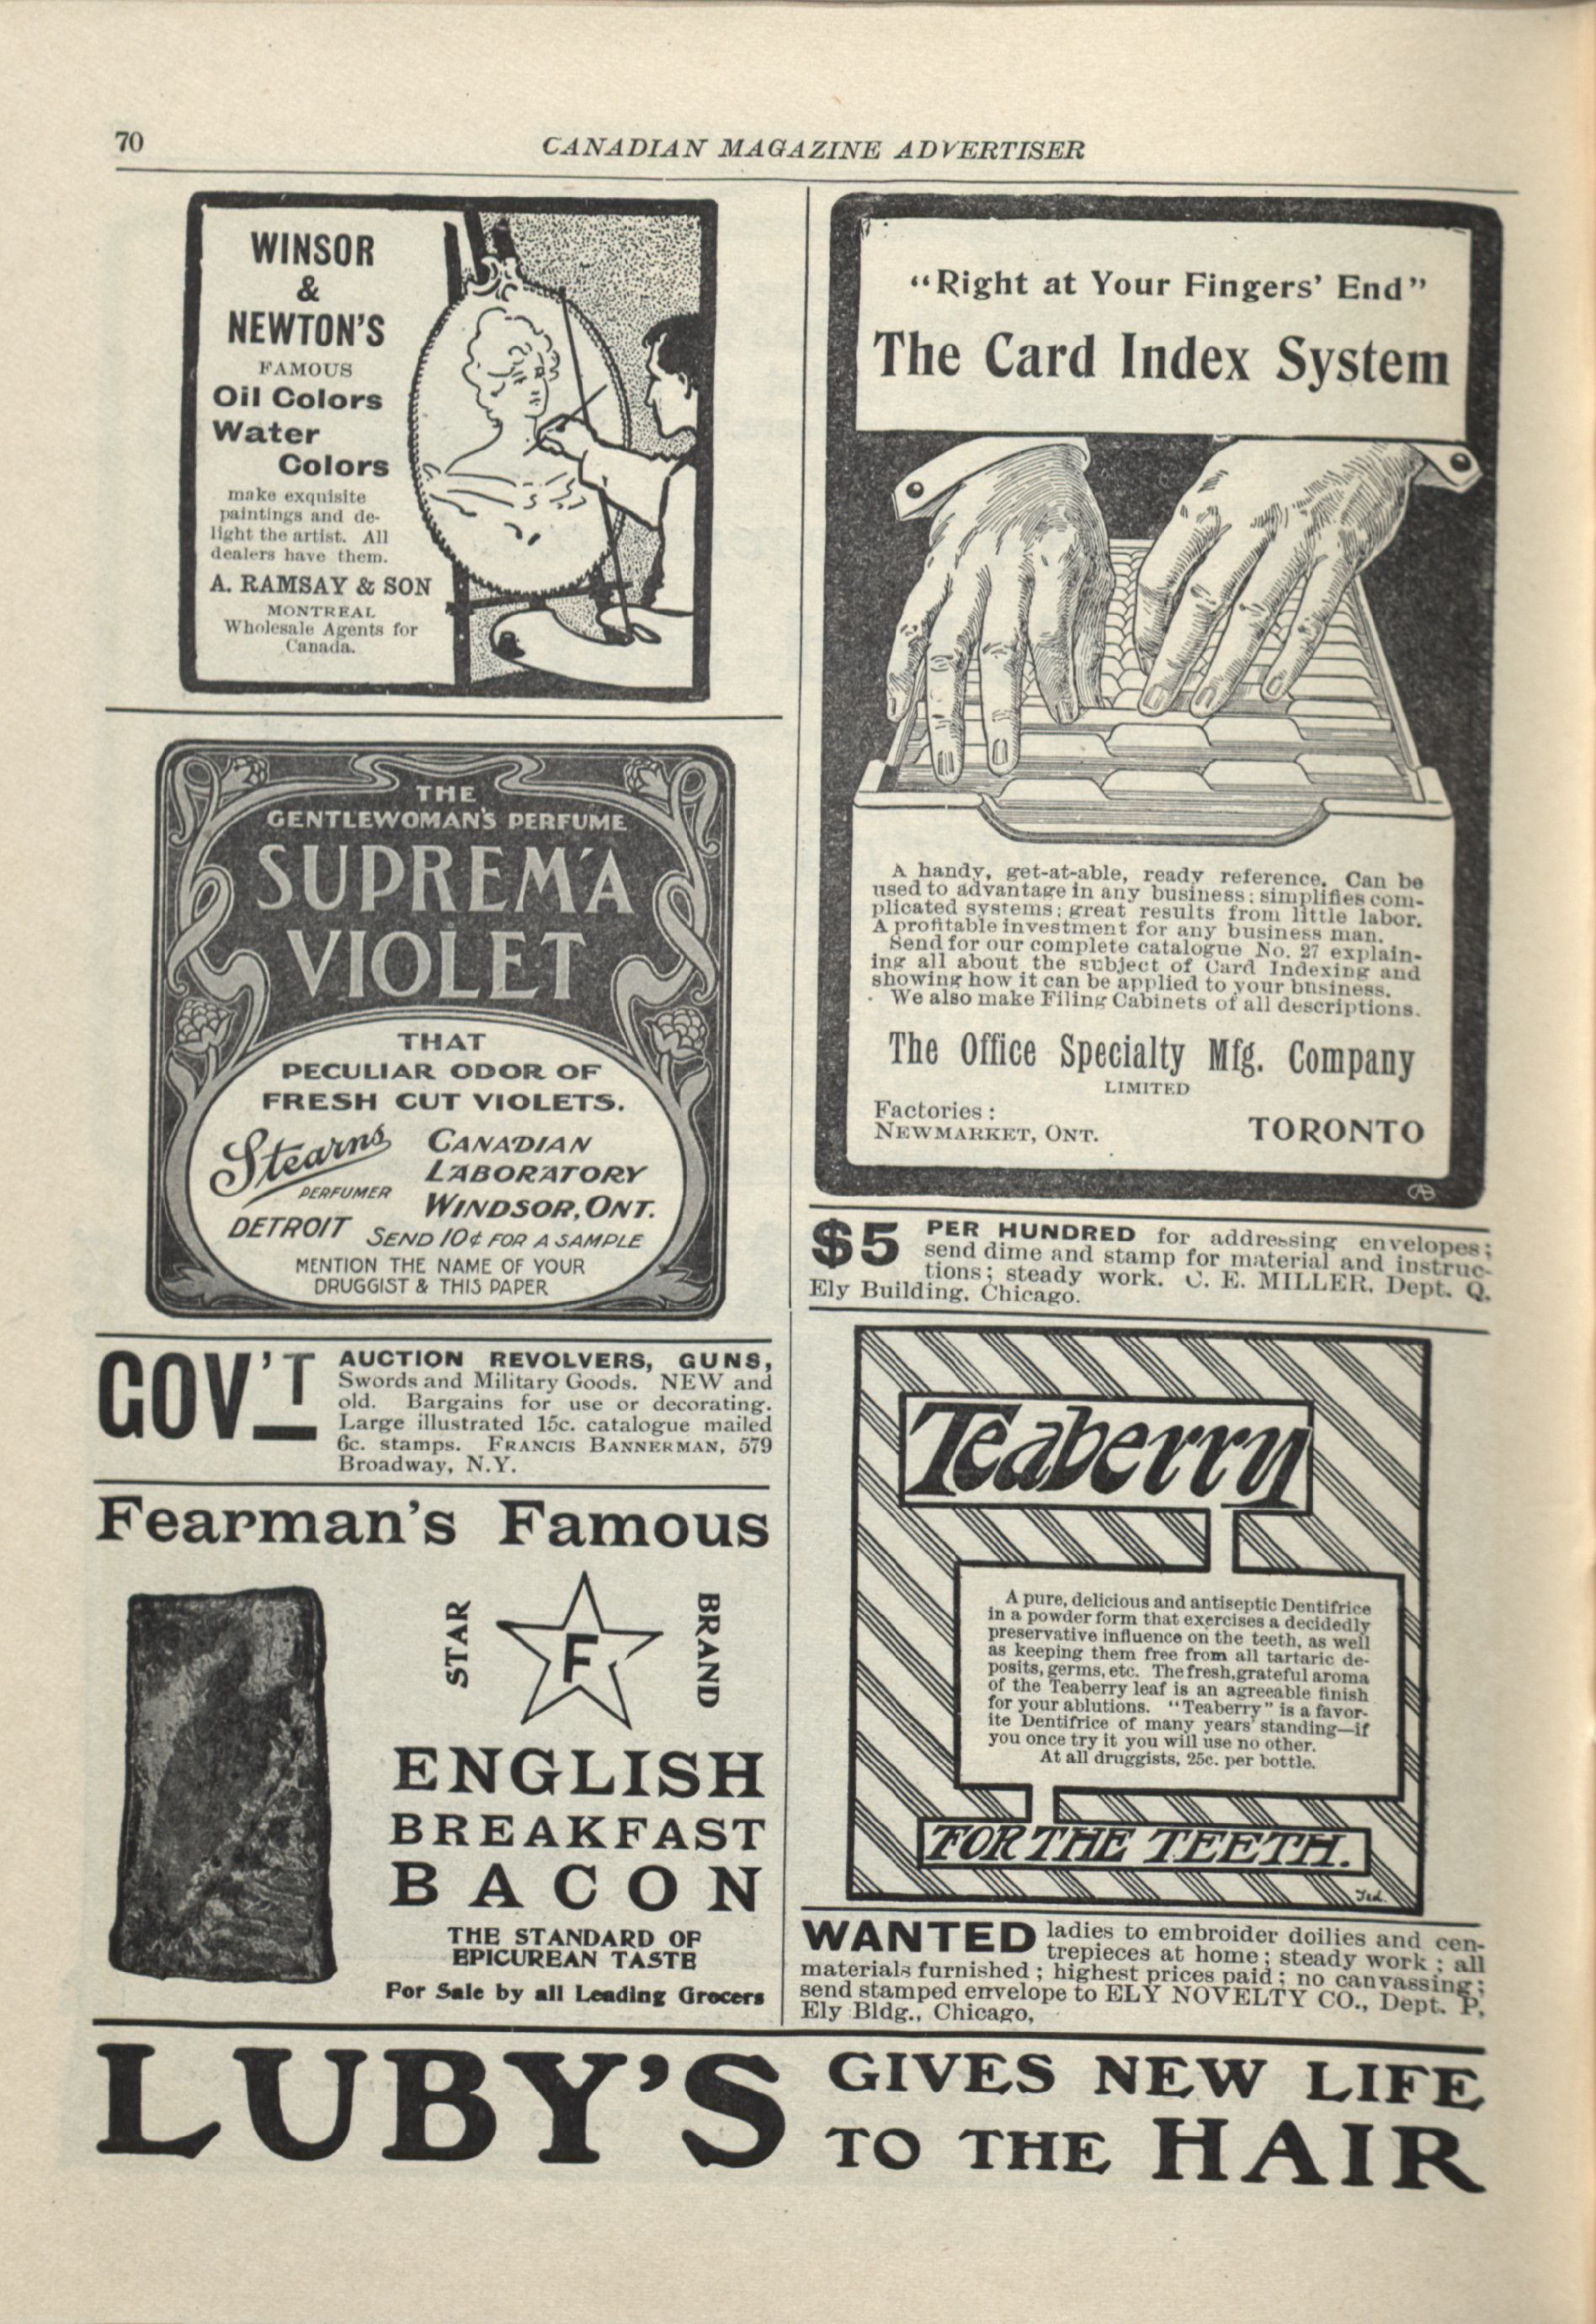 70
CANADIAN MAGAZINE ADVERTISER
WINSOR
&
NEWTON'S
FAMOUS
Oil Colors
Water
Colors
make exquisite
paintings and de-
light the artist. All
dealers have them.
A. RAMSAY & SON
MONTREAL
Wholesale Agents for
Canada.
THE
GENTLEWOMAN'S PERFUME
SUPREM'A
VIOLET
THAT
PECULIAR ODOR OF
FRESH CUT VIOLETS.
Stearns
PERFUMER
DETROIT
CANADIAN
LABORATORY
WINDSOR, ONT.
SEND 10¢ FOR A SAMPLE
MENTION THE NAME OF YOUR
DRUGGIST & THIS PAPER
GOV'T AUCTION REVOLVERS, GUNS,
Swords and Military Goods. NEW and
old. Bargains for use or decorating.
Large illustrated 15c. catalogue mailed
6c. stamps. FRANCIS BANNERMAN, 579
Broadway, N.Y.
Fearman's Famous
STAR
F
BRAND
ENGLISH
BREAKFAST
BACON
THE STANDARD OF
EPICUREAN TASTE
For Sale by all Leading Grocers
"Right at Your Fingers' End"
The Card Index System
A handy, get-at-able, ready reference. Can be
used to advantage in any business; simplifies com-
plicated systems; great results from little labor.
A profitable investment for any business man.
Send for our complete catalogue No. 27 explain-
ing all about the subject of Card Indexing and
showing how it can be applied to your business.
We also make Filing Cabinets of all descriptions.
The Office Specialty Mfg. Company
LIMITED
Factories:
NEWMARKET, ONT.
TORONTO
$5 PER HUNDRED for addressing envelopes;
send dime and stamp for material and instruc-
tions; steady work. C. E. MILLER, Dept. Q.
Ely Building, Chicago.
Teaberry
A pure, delicious and antiseptic Dentifrice
in a powder form that exercises a decidedly
preservative influence on the teeth, as well
as keeping them free from all tartaric de-
posits, germs, etc. The fresh, grateful aroma
of the Teaberry leaf is an agreeable finish
for your ablutions. "Teaberry" is a favor-
ite Dentifrice of many years' standing—if
you once try it you will use no other.
At all druggists, 25c. per bottle.
FOR THE TEETH.
Ted
WANTED ladies to embroider doilies and cen-
trepieces at home; steady work; all
materials furnished; highest prices paid; no canvassing;
send stamped envelope to ELY NOVELTY CO., Dept. P,
Ely Bldg., Chicago,
LUBY'S
GIVES NEW LIFE
TO THE HAIR